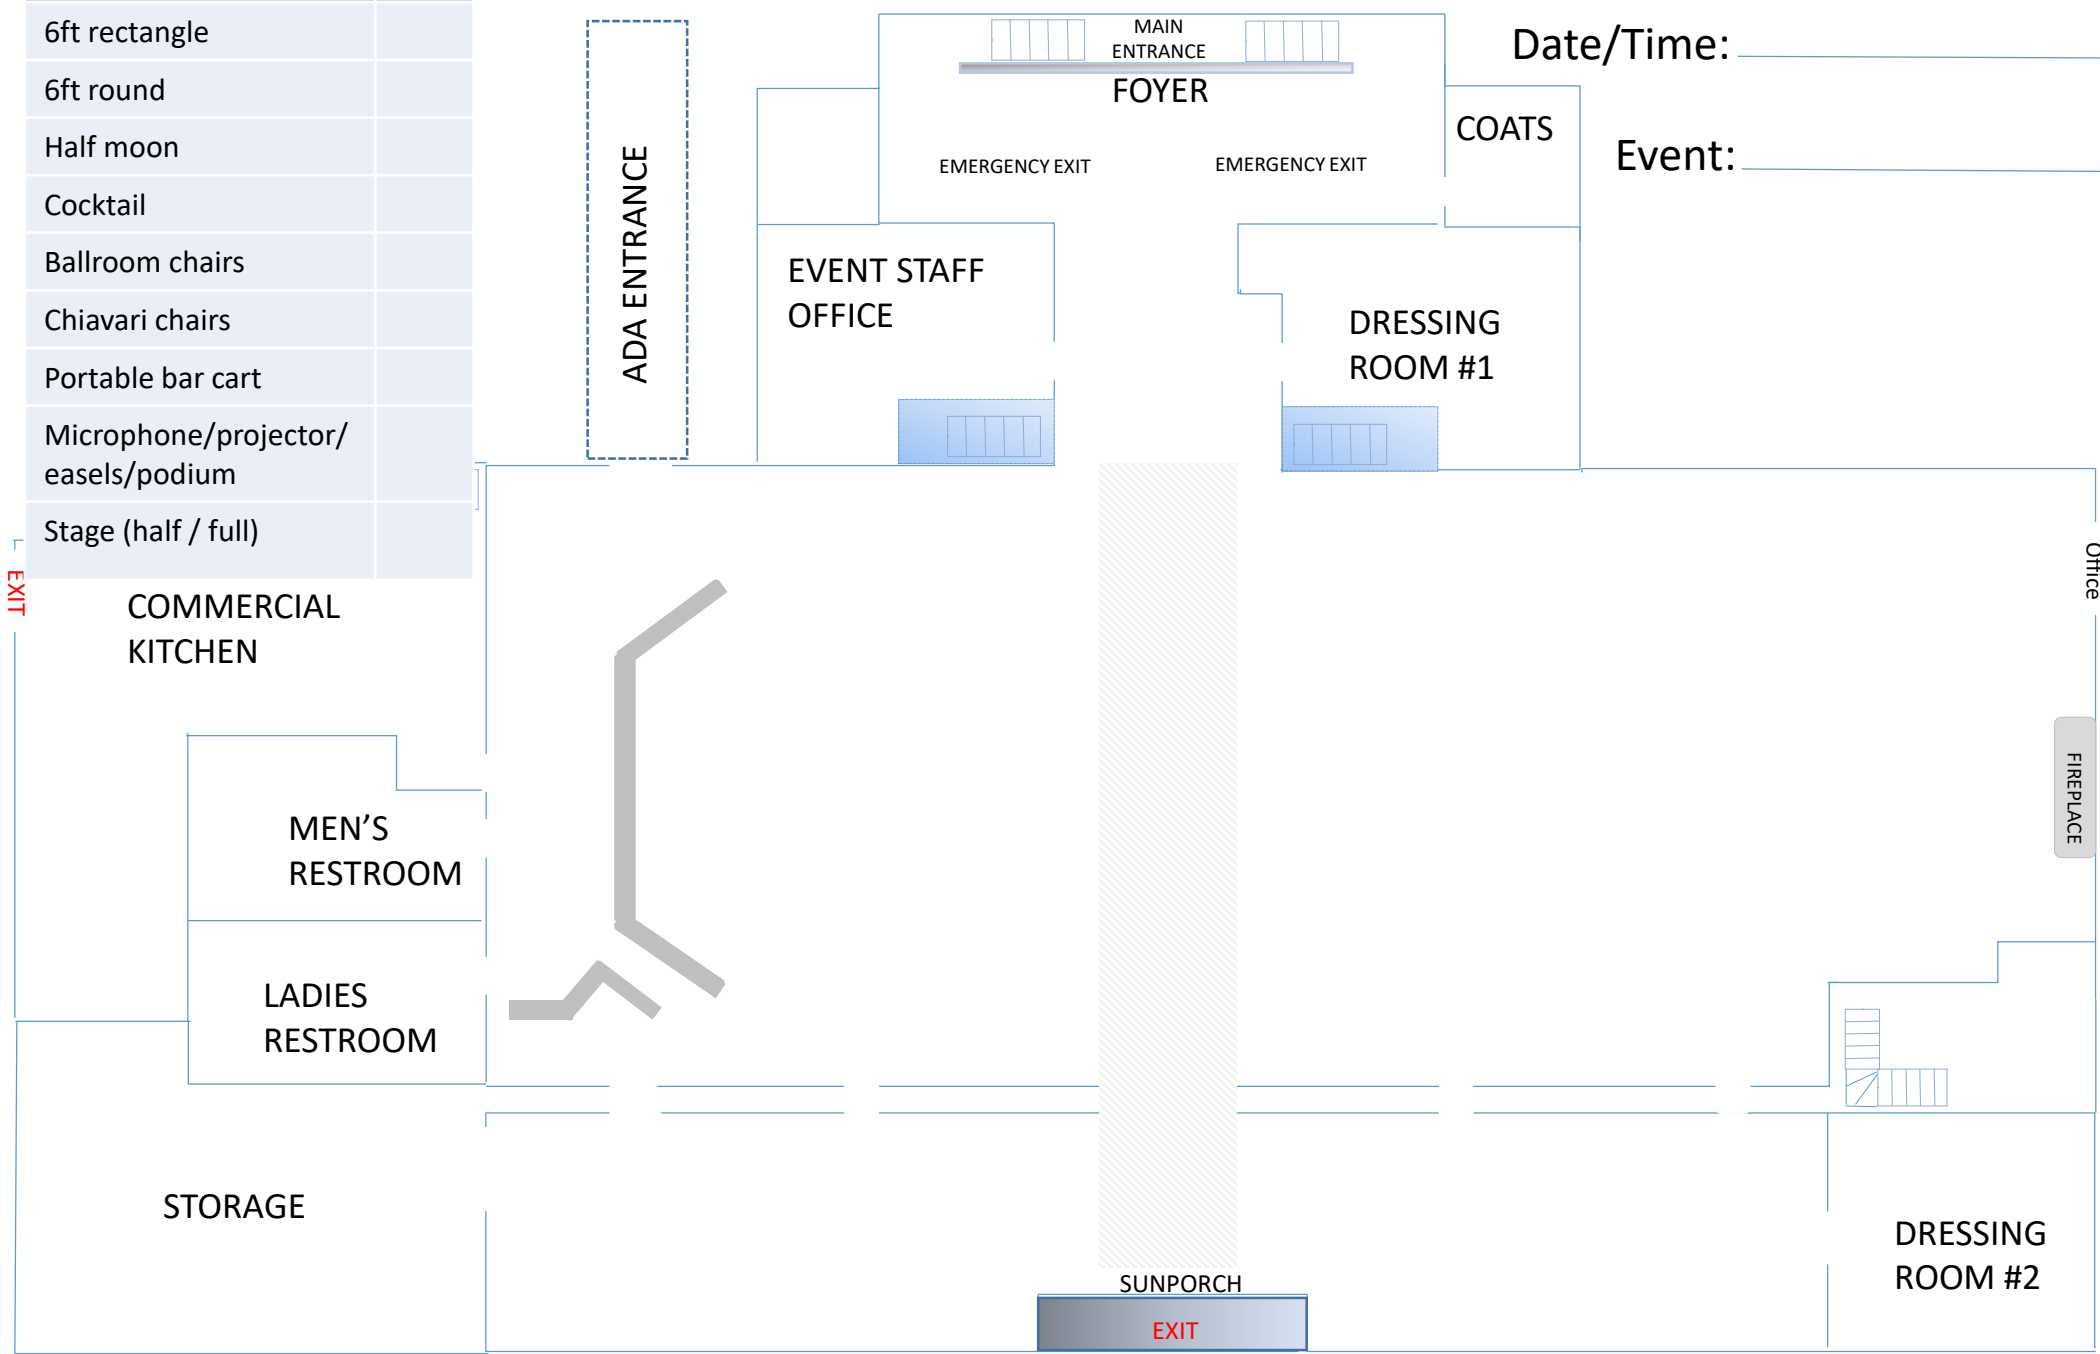 6ft rectangle
6ft round
Half moon
Cocktail
Ballroom chairs
Chiavari chairs
Portable bar cart
Microphone/projector/
easels/podium
Stage (half / full)
MAIN
ENTRANCE
FOYER
Date/Time:
Event:
COATS
EMERGENCY EXIT
EMERGENCY EXIT
ADA ENTRANCE
EVENT STAFF
OFFICE
DRESSING
ROOM #1
EXIT
Office
COMMERCIAL
KITCHEN
FIREPLACE
MEN’S
RESTROOM
LADIES
RESTROOM
STORAGE
DRESSING
ROOM #2
SUNPORCH
EXIT